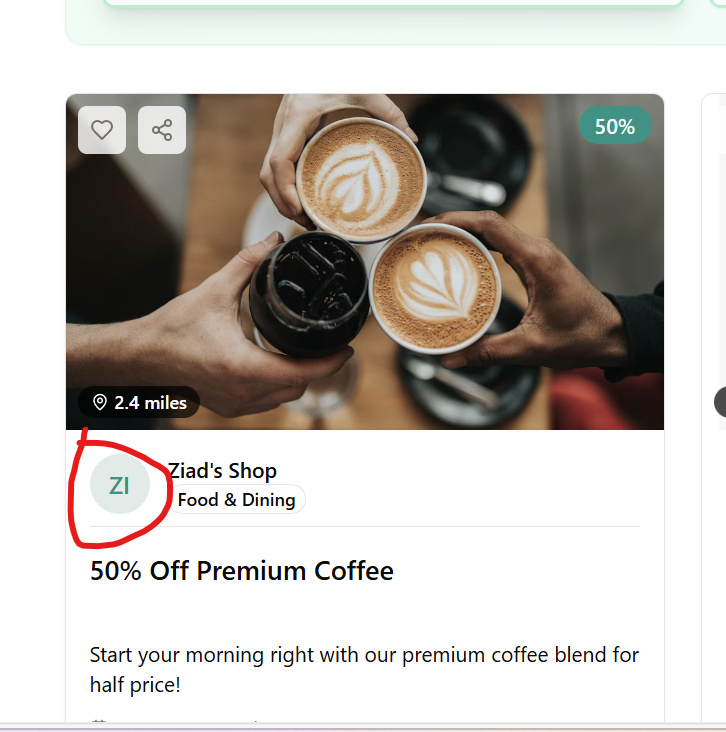 50%
2.4 miles
ZI
Ziad's Shop
Food & Dining
50% Off Premium Coffee
Start your morning right with our premium coffee blend for
half price!